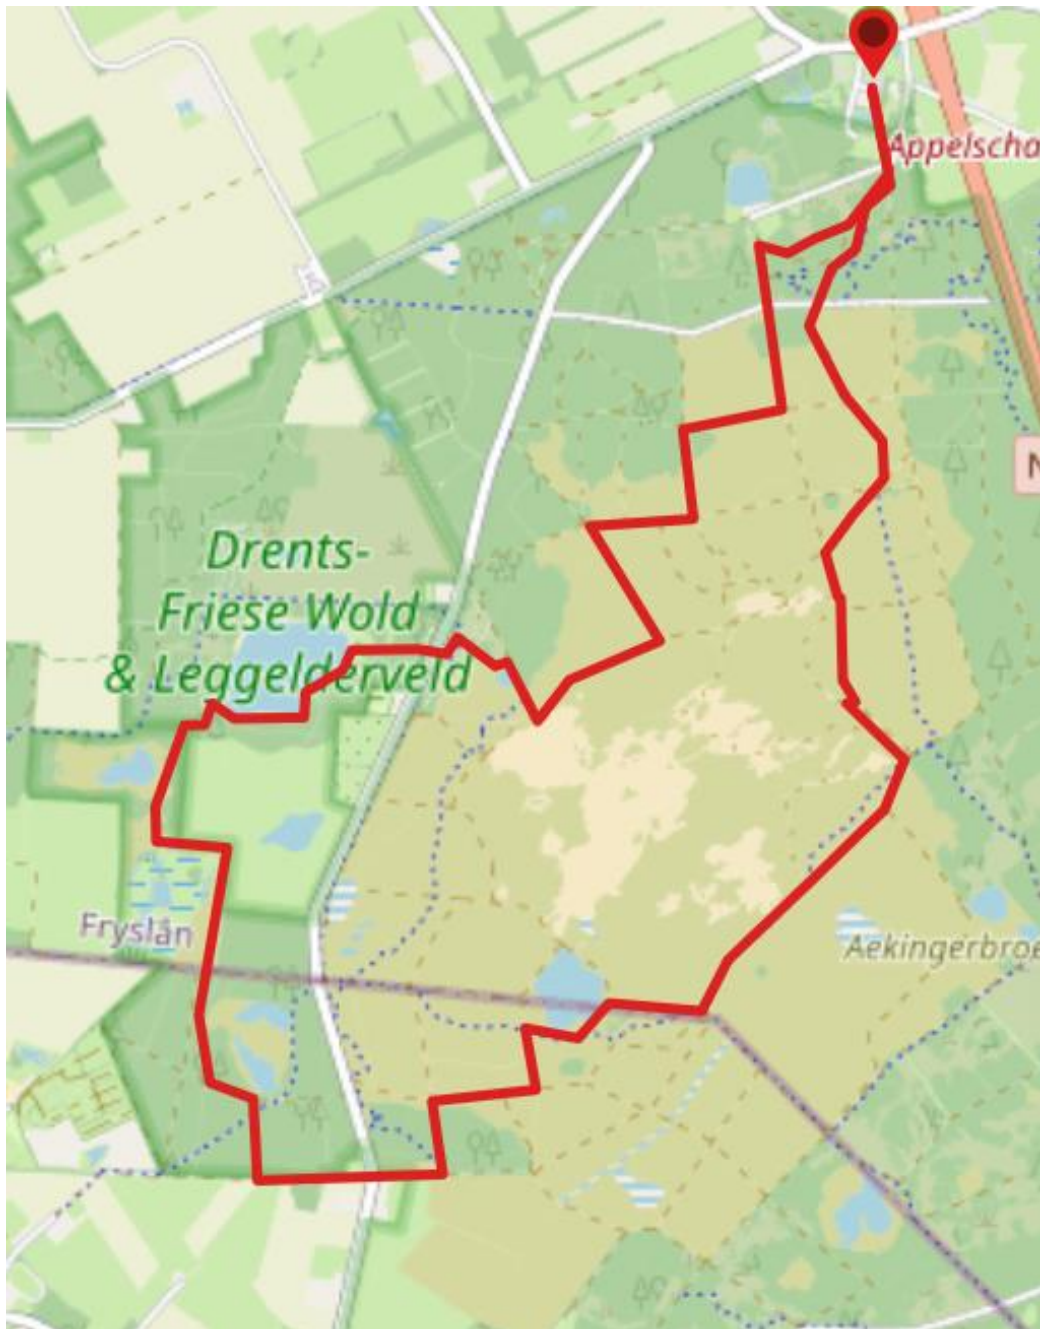 Appelscha
N
Drents-
Friese Wold
& Leggelderveld
Fryslân
Aekingerbroe